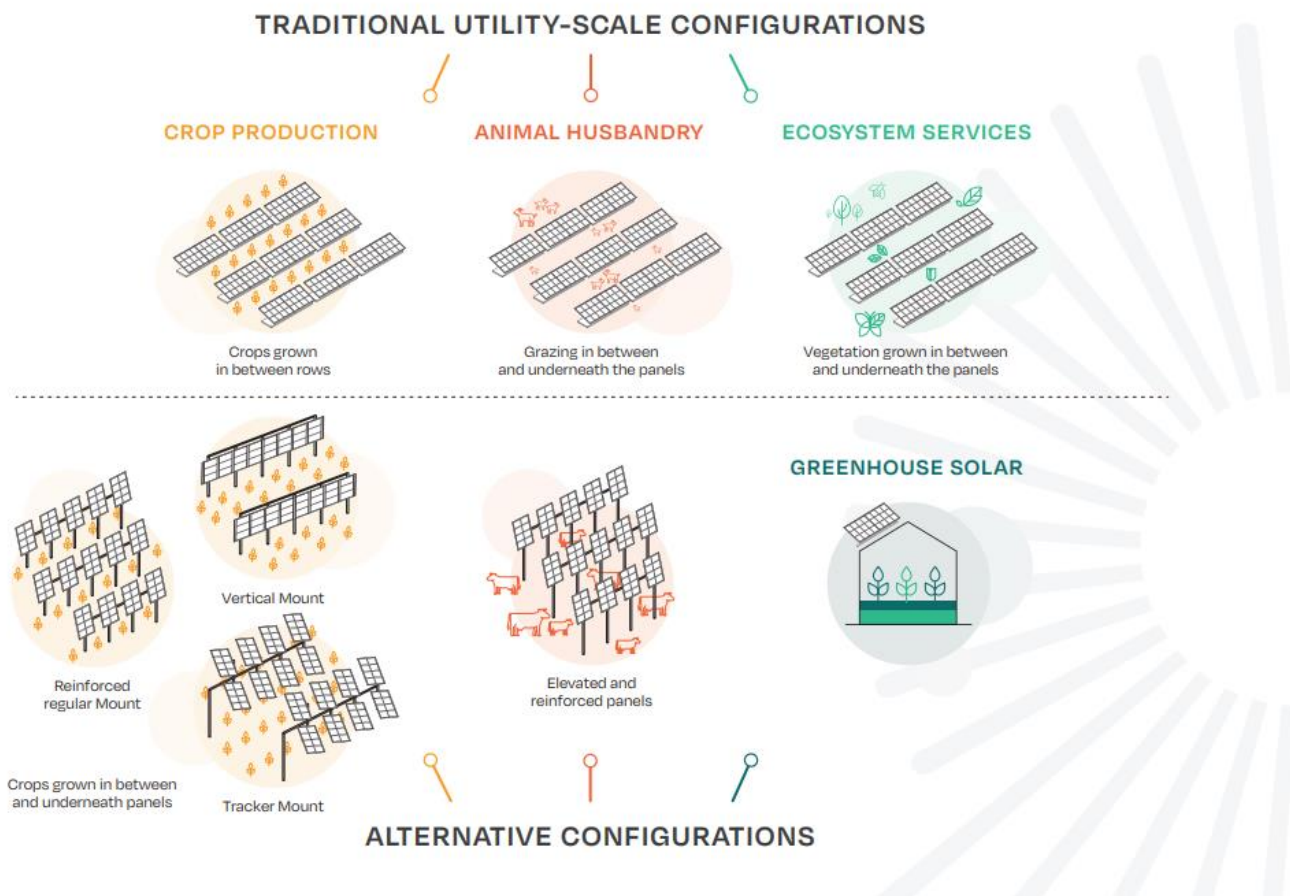 TRADITIONAL UTILITY-SCALE CONFIGURATIONS
CROP PRODUCTION
ANIMAL HUSBANDRY
ECOSYSTEM SERVICES
Crops grown
in between rows
Grazing in between
and underneath the panels
Vegetation grown in between
and underneath the panels
GREENHOUSE SOLAR
Vertical Mount
Reinforced
regular Mount
Elevated and
reinforced panels
Crops grown in between
and underneath panels
Tracker Mount
ALTERNATIVE CONFIGURATIONS